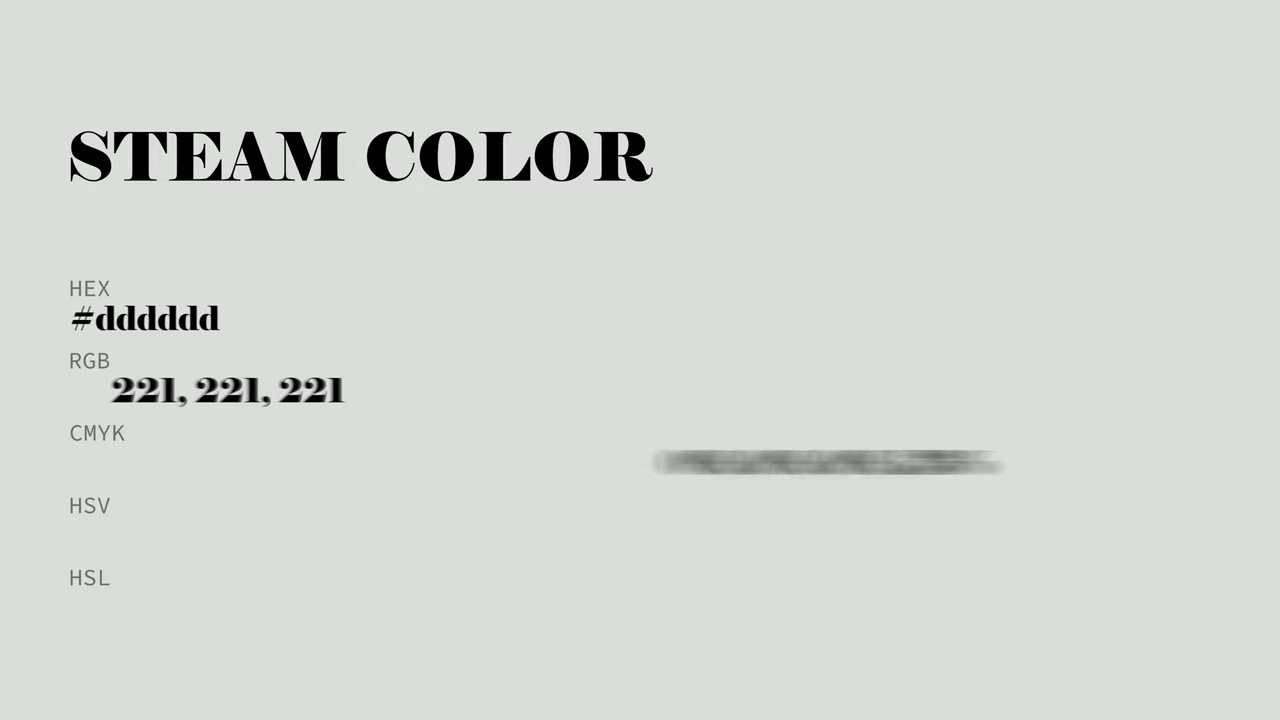 STEAM COLOR
HEX
#dddddd
RGB
221, 221, 221
CMYK
HSV
HSL